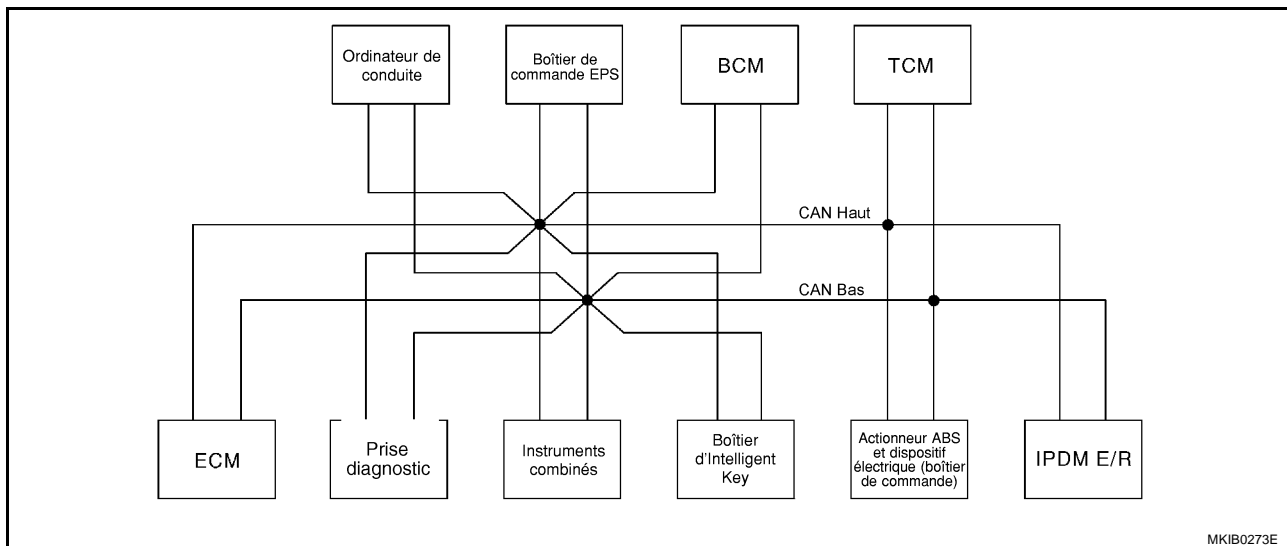 Ordinateur de
conduite
Boîtier de
commande EPS
BCM
TCM
CAN Haut
CAN Bas
ECM
Prise
diagnostic
Instruments
combinés
Boîtier
d'Intelligent
Key
Actionneur ABS
et dispositif
électrique (boîtier
de commande)
IPDM E/R
MKIB0273E